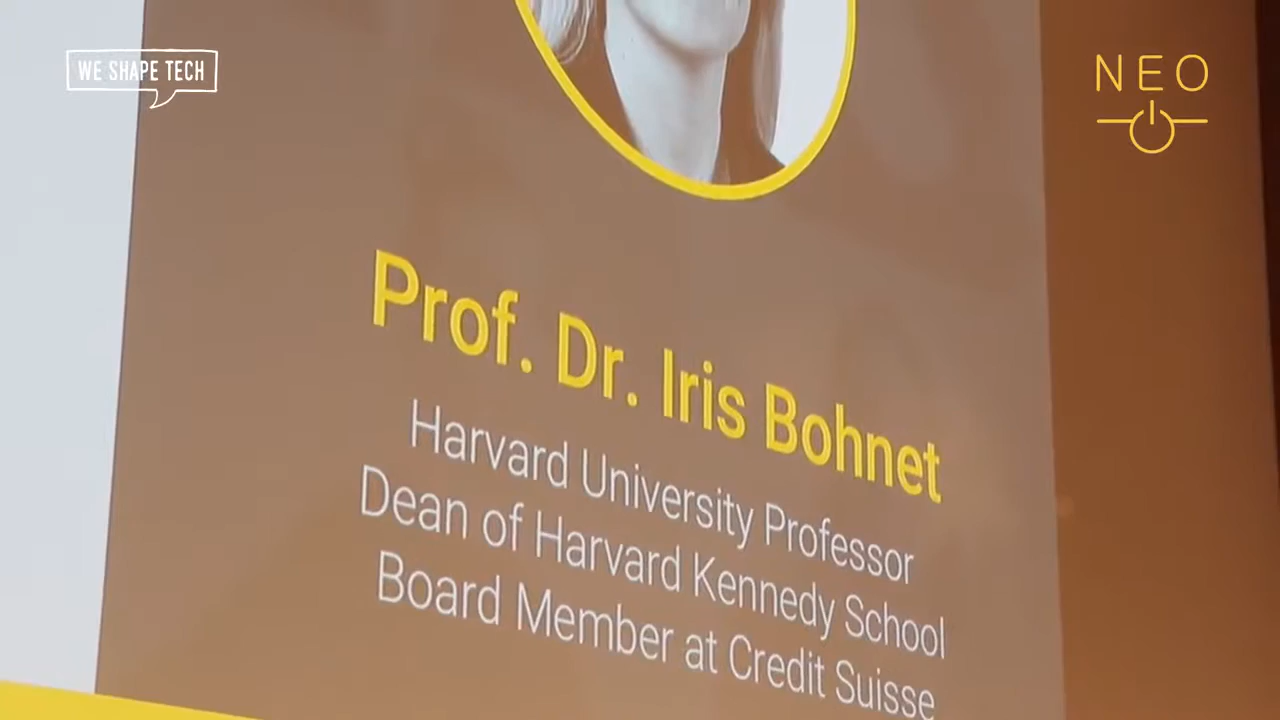 WE SHAPE TECH
NEO
Prof. Dr. Iris Bohnet
Harvard University Professor
Dean of Harvard Kennedy School
Board Member at Credit Suisse